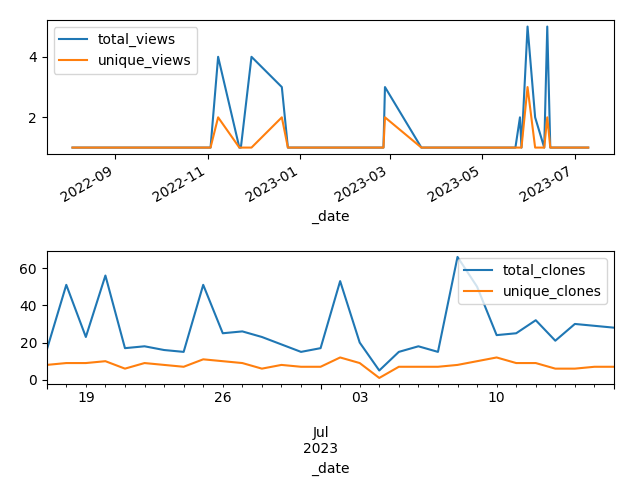 total_views
unique_views
4
2
2022-09
2022-11
2023-01
2023-03
2023-05
2023-07
_date
total_clones
unique_clones
60
40
20
0
19
26
03
10
Jul
2023
_date